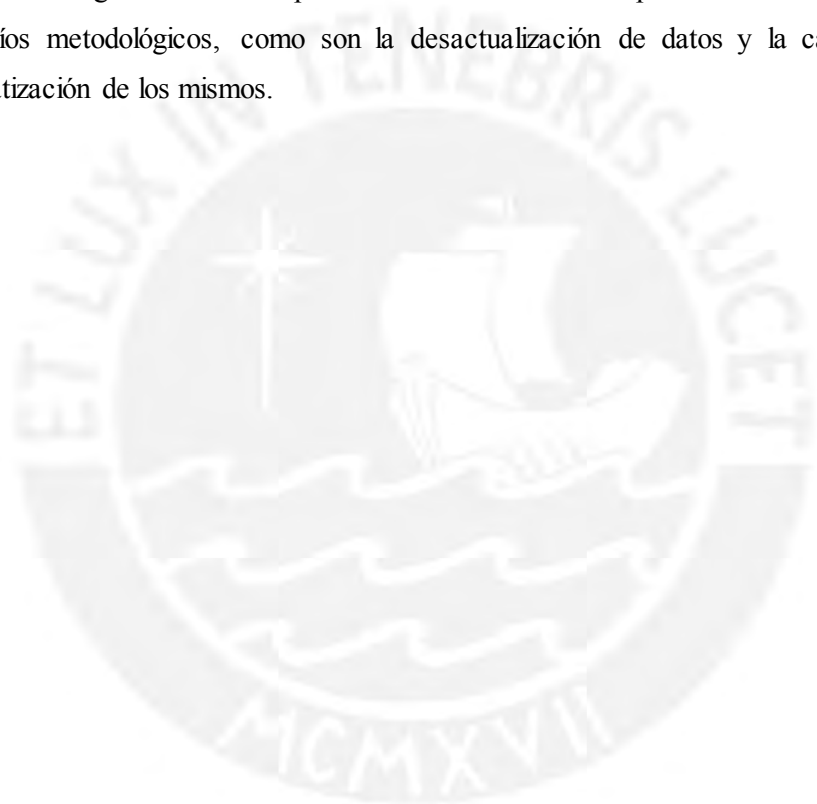 íos metodológicos, como son la desactualización de datos y la ca
tización de los mismos.
ET LUX IN TENEBRIS LUCET
MCMXVII